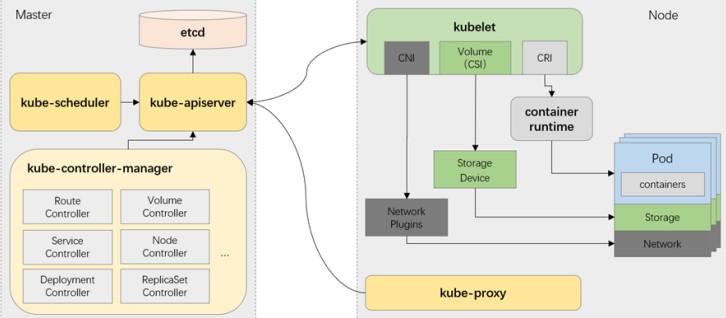 Master
etcd
kube-scheduler
kube-apiserver
kube-controller-manager
Route
Controller
Volume
Controller
Service
Controller
Node
Controller
...
Deployment
Controller
ReplicaSet
Controller
Node
kubelet
CNI
Volume
(CSI)
CRI
container
runtime
Storage
Device
Network
Plugins
Pod
containers
Storage
Network
kube-proxy